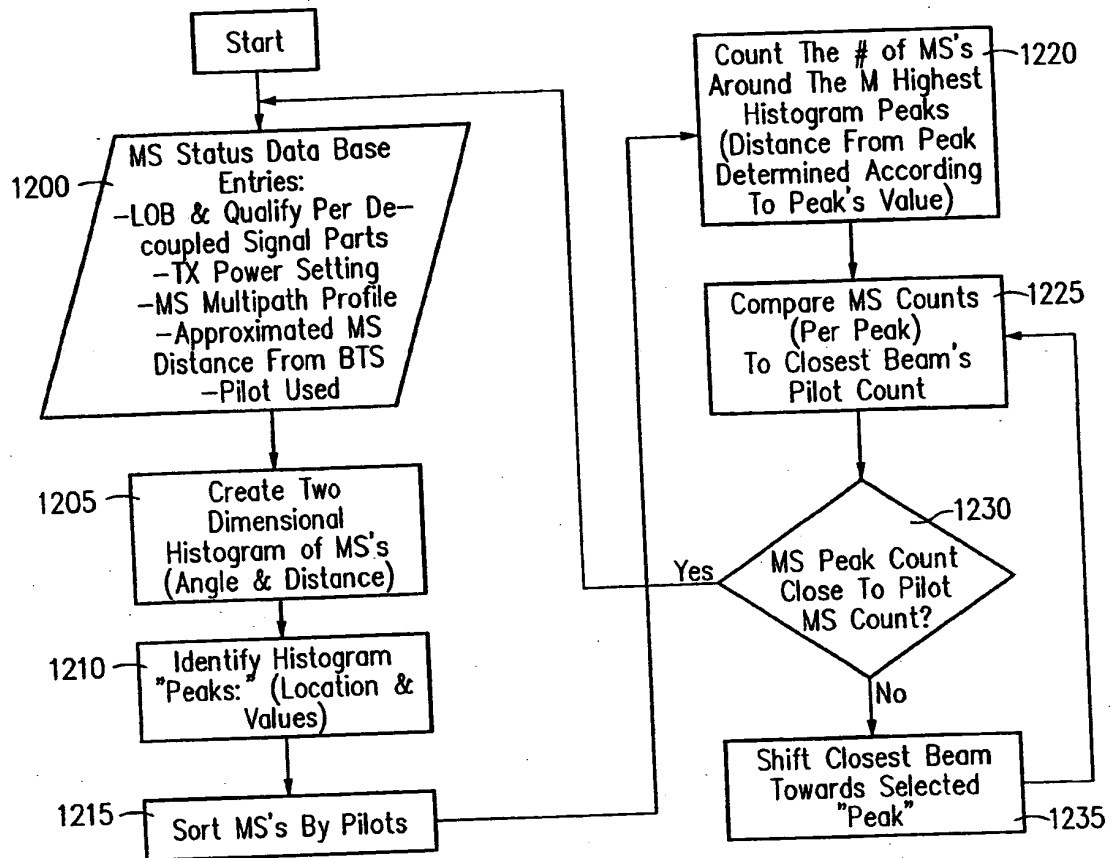 Start
1200
MS Status Data Base
Entries:
-LOB & Qualify Per De-
coupled Signal Parts
-TX Power Setting
-MS Multipath Profile
-Approximated MS
Distance From BTS
-Pilot Used
1205
Create Two
Dimensional
Histogram of MS's
(Angle & Distance)
1210
Identify Histogram
"Peaks:" (Location &
Values)
1215
Sort MS's By Pilots
1220
Count The # of MS's
Around The M Highest
Histogram Peaks
(Distance From Peak
Determined According
To Peak's Value)
1225
Compare MS Counts
(Per Peak)
To Closest Beam's
Pilot Count
1230
MS Peak Count
Close To Pilot
MS Count?
Yes
No
Shift Closest Beam
Towards Selected
"Peak"
1235